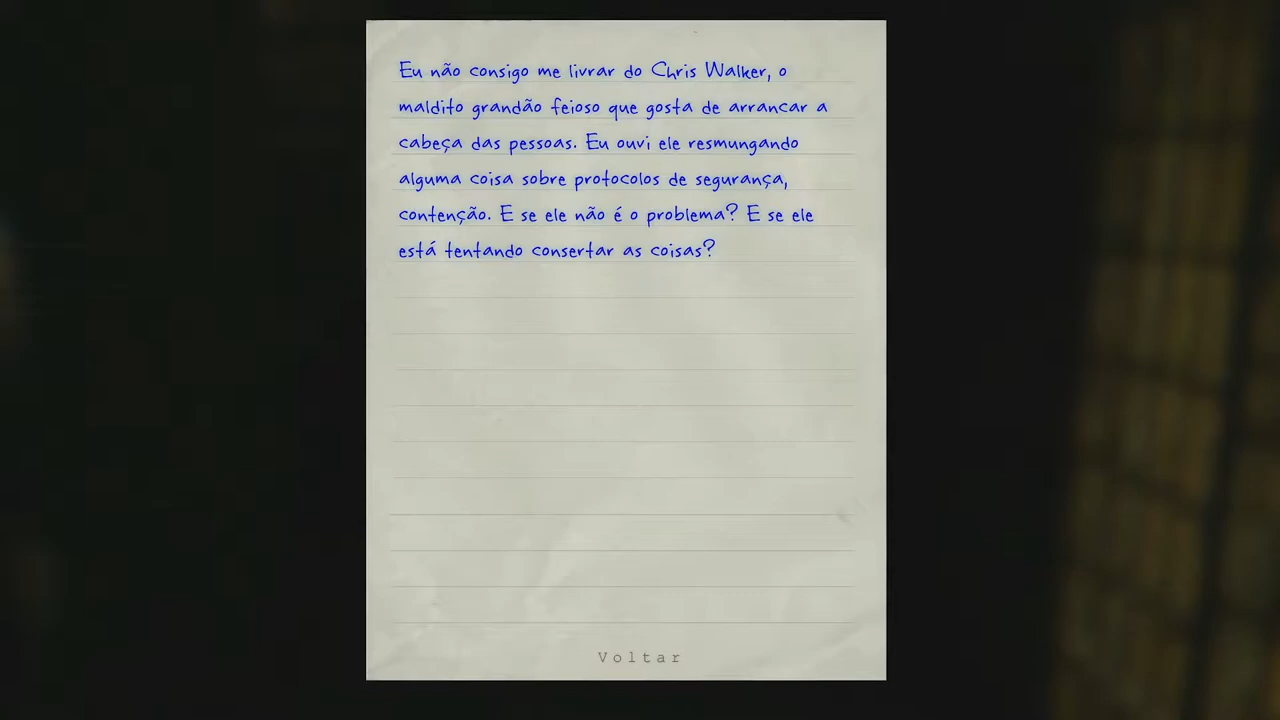 Eu não consigo me livrar do Chris Walker, o
maldito grandão feioso que gosta de arrancar a
cabeça das pessoas. Eu ouvi ele resmungando
alguma coisa sobre protocolos de segurança,
contenção. E se ele não é o problema? E se ele
está tentando consertar as coisas?
Voltar